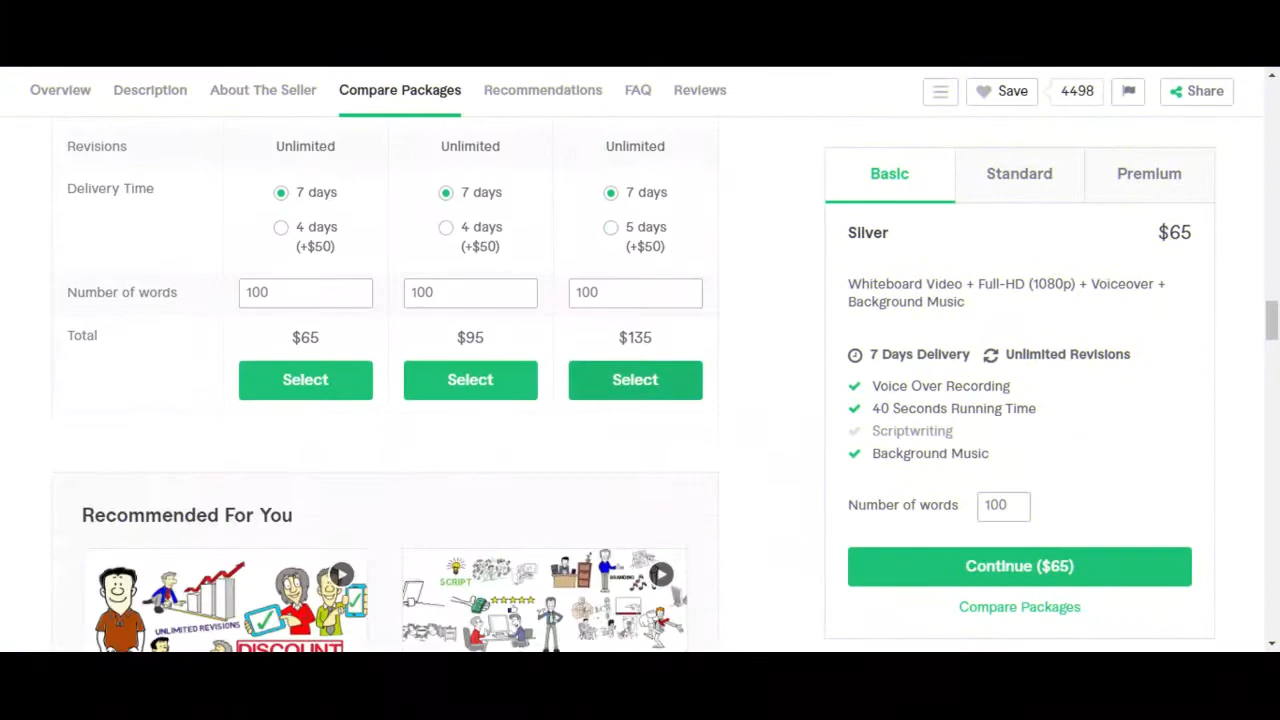 Overview Description About The Seller Compare Packages Recommendations FAQ Reviews Save 4498 Share
Revisions Unlimited Unlimited Unlimited
Delivery Time 7 days 7 days 7 days
4 days 4 days 5 days
(+$50) (+$50) (+$50)
Number of words 100 100 100
Total $65 $95 $135
Select Select Select
Recommended For You
UNLIMITED REVISIONS
DISCOUNT
SCRIPT
BRANDING
Basic Standard Premium
Silver $65
Whiteboard Video + Full-HD (1080p) + Voiceover +
Background Music
7 Days Delivery Unlimited Revisions
Voice Over Recording
40 Seconds Running Time
Scriptwriting
Background Music
Number of words 100
Continue ($65)
Compare Packages